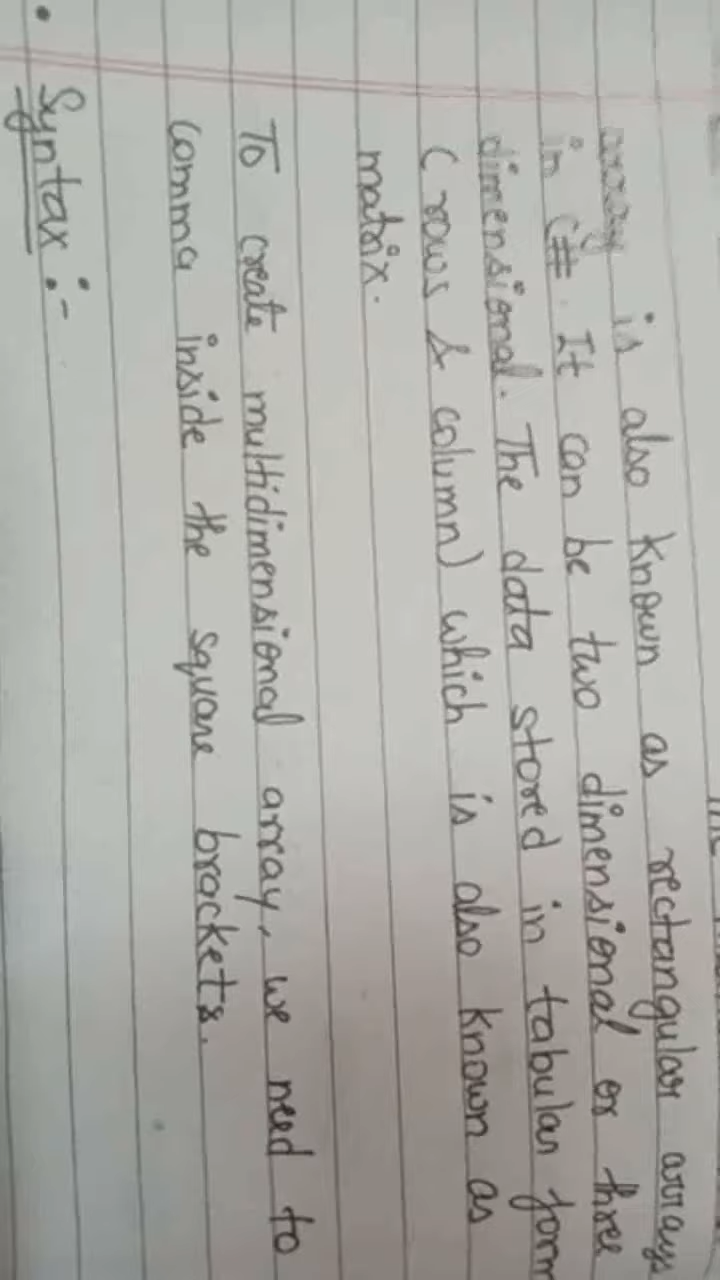 array is also known as rectangular arrays
in C#. It can be two dimensional or three
dimensional. The data stored in tabular form
(rows & column) which is also known as
matrix.
To create multidimensional array, we need to
comma inside the square brackets.
• Syntax :-